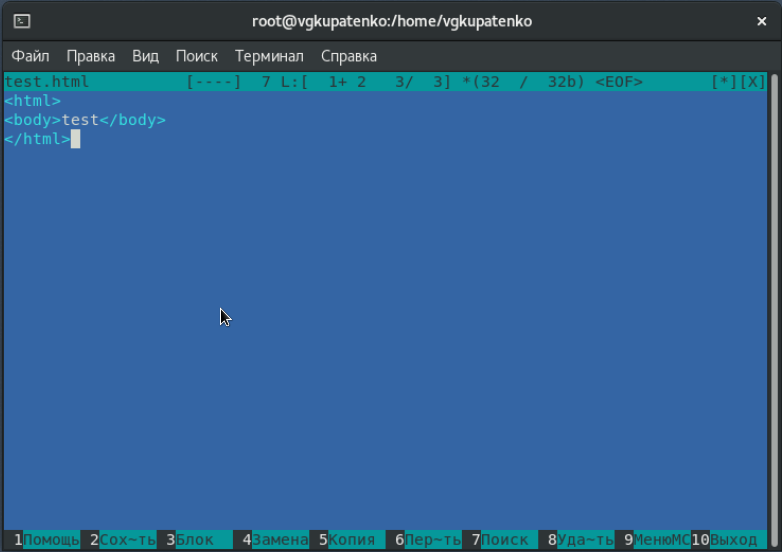 root@vgkupatenko:/home/vgkupatenko
Файл Правка Вид Поиск Терминал Справка
test.html [----] 7 L:[ 1+ 2 3/ 3] *(32 / 32b) <EOF> [*][X]
<html>
<body>test</body>
</html>
1Помощь 2Сох~ть 3Блок 4Замена 5Копия 6Пер~ть 7Поиск 8Уда~ть 9МенюMC 10Выход